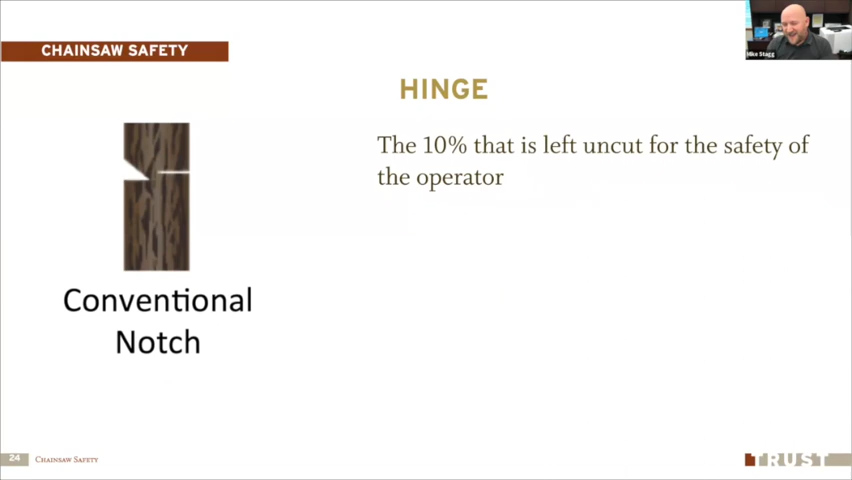 CHAINSAW SAFETY
Mike Stagg
HINGE
The 10% that is left uncut for the safety of
the operator
Conventional
Notch
24
CHAINSAW SAFETY
TRUST